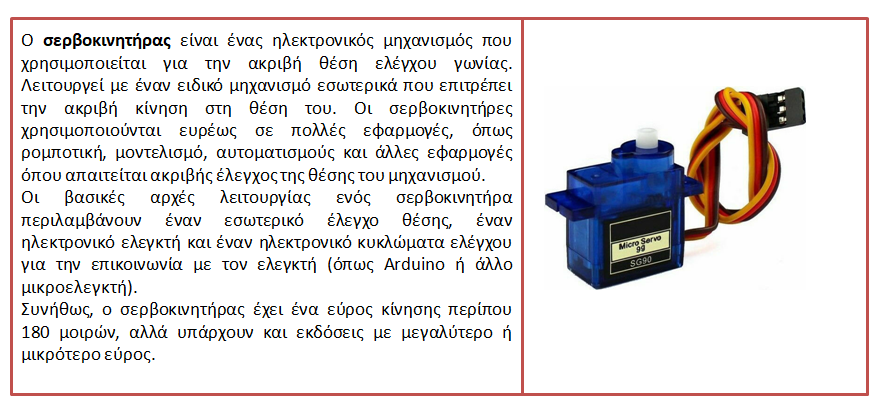 Ο σερβοκινητήρας είναι ένας ηλεκτρονικός μηχανισμός που
χρησιμοποιείται για την ακριβή θέση ελέγχου γωνίας.
Λειτουργεί με έναν ειδικό μηχανισμό εσωτερικά που επιτρέπει
την ακριβή κίνηση στη θέση του. Οι σερβοκινητήρες
χρησιμοποιούνται ευρέως σε πολλές εφαρμογές, όπως
ρομποτική, μοντελισμό, αυτοματισμούς και άλλες εφαρμογές
όπου απαιτείται ακριβής έλεγχος της θέσης του μηχανισμού.
Οι βασικές αρχές λειτουργίας ενός σερβοκινητήρα
περιλαμβάνουν έναν εσωτερικό έλεγχο θέσης, έναν
ηλεκτρονικό ελεγκτή και έναν ηλεκτρονικό κυκλώματα ελέγχου
για την επικοινωνία με τον ελεγκτή (όπως Arduino ή άλλο
μικροελεγκτή).
Συνήθως, ο σερβοκινητήρας έχει ένα εύρος κίνησης περίπου
180 μοιρών, αλλά υπάρχουν και εκδόσεις με μεγαλύτερο ή
μικρότερο εύρος.
Micro Servo
9g
SG90